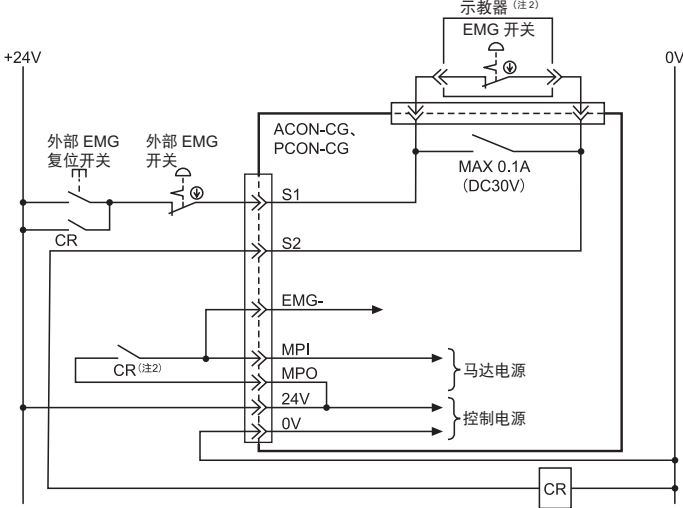 示教器（注2）
EMG 开关
+24V
0V
ACON-CG、
PCON-CG
外部 EMG
复位开关
外部 EMG
开关
MAX 0.1A
（DC30V）
S1
CR
S2
EMG-
MPI
CR（注2）
MPO
马达电源
24V
控制电源
0V
CR